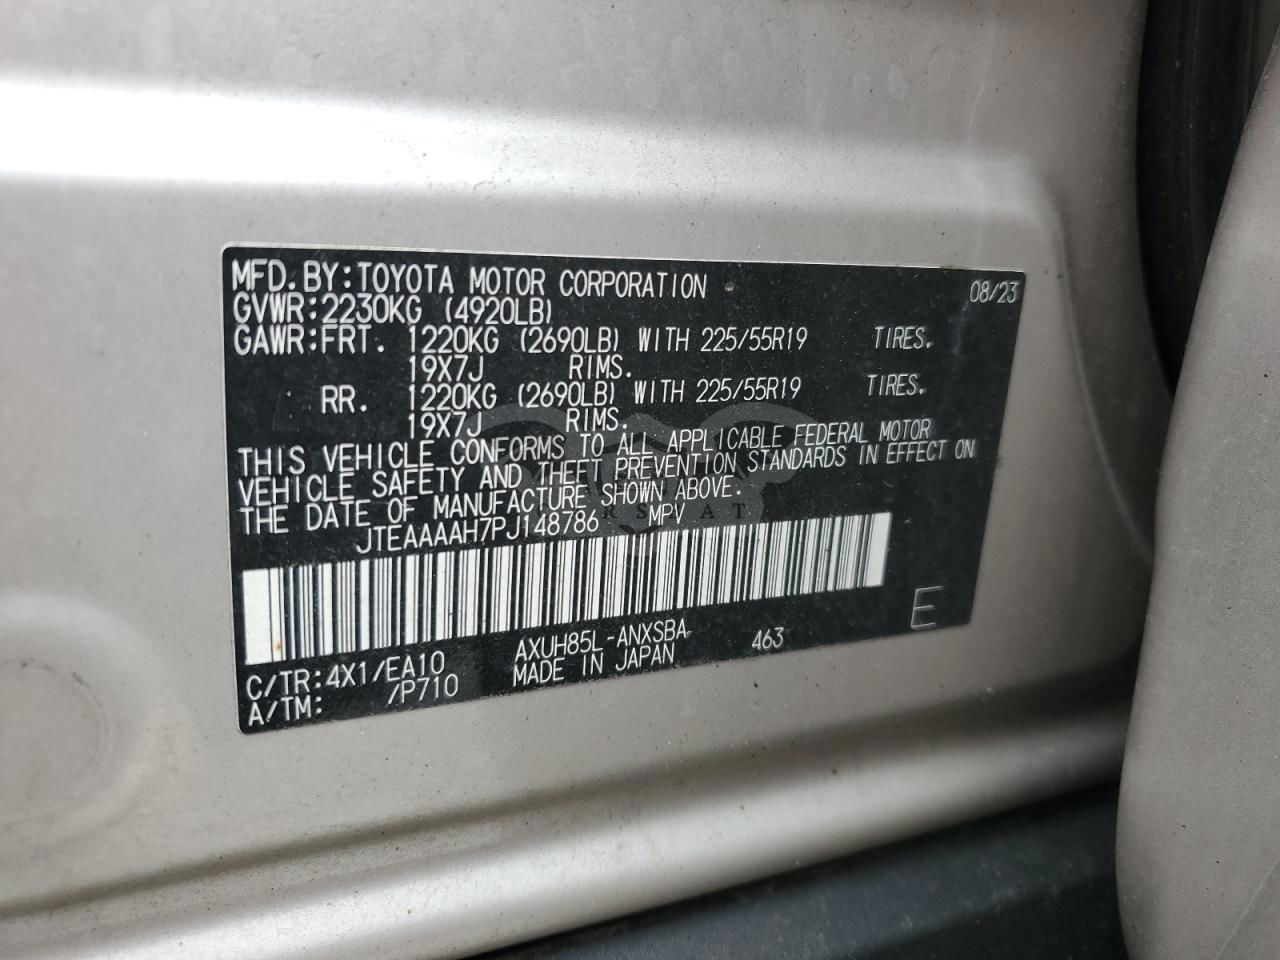 MFD. BY: TOYOTA MOTOR CORPORATION 08/23
GVWR: 2230KG (4920LB)
GAWR: FRT. 1220KG (2690LB) WITH 225/55R19 TIRES.
19X7J RIMS.
RR. 1220KG (2690LB) WITH 225/55R19 TIRES.
19X7J RIMS.
THIS VEHICLE CONFORMS TO ALL APPLICABLE FEDERAL MOTOR
VEHICLE SAFETY AND THEFT PREVENTION STANDARDS IN EFFECT ON
THE DATE OF MANUFACTURE SHOWN ABOVE.
JTEAAAAH7PJ148786 MPV
E
AXUH85L-ANXSBA 463
MADE IN JAPAN
C/TR: 4X1/EA10
A/TM: /P710